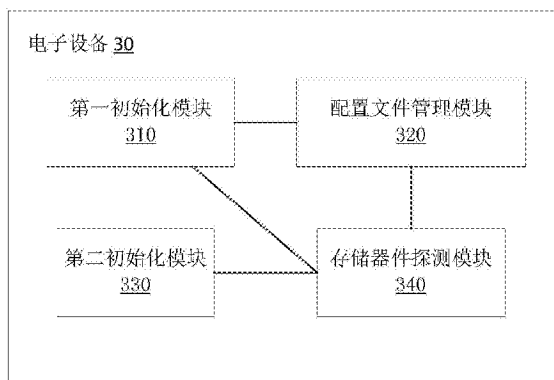 电子设备 30
第一初始化模块
310
配置文件管理模块
320
第二初始化模块
330
存储器件探测模块
340